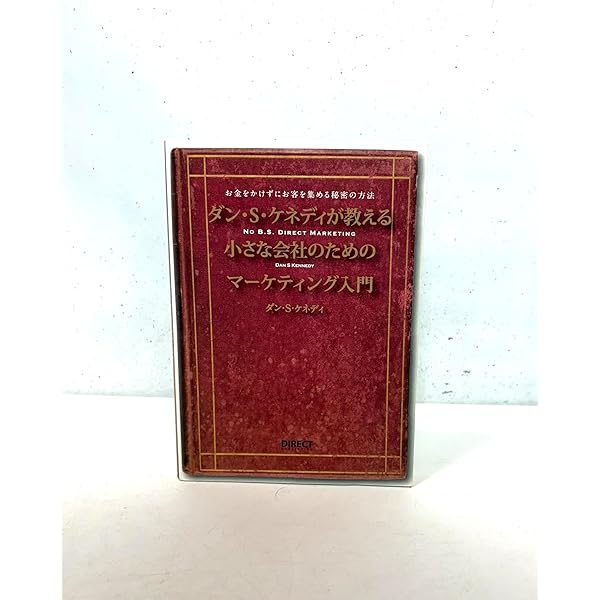 お金をかけずにお客を集める秘密の方法
ダン・S・ケネディが教える
NO B.S. DIRECT MARKETING
小さな会社のための
DAN S KENNEDY
マーケティング入門
ダン・S・ケネディ
DIRECT